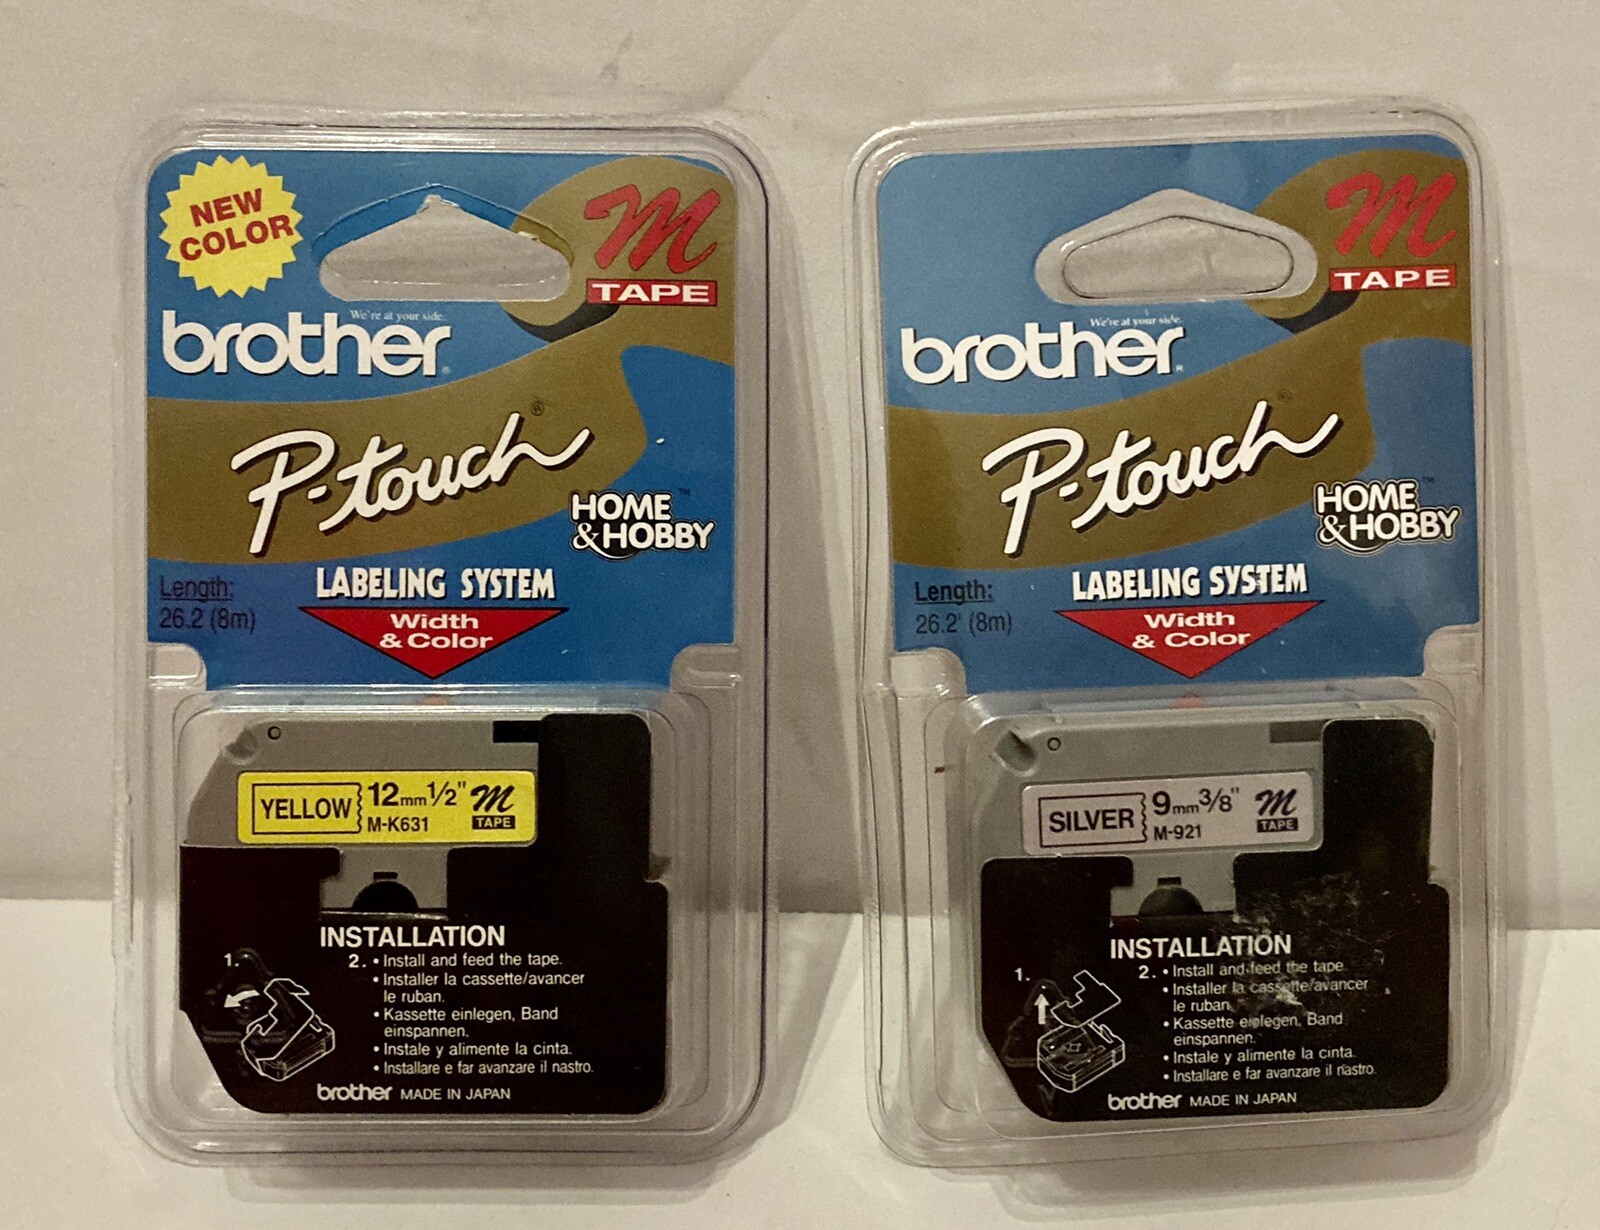 NEW
COLOR
m
TAPE
We're at your side.
brother®
P-touch®
HOME™
&HOBBY
Length:
26.2 (8m)
LABELING SYSTEM
Width
& Color
YELLOW
12mm 1/2"
M-K631
m
TAPE
INSTALLATION
1.
2. • Install and feed the tape.
• Installer la cassette/avancer
le ruban.
• Kassette einlegen, Band
einspannen.
• Instale y alimente la cinta.
• Installare e far avanzare il nastro.
brother MADE IN JAPAN
m
TAPE
We're at your side.
brother®
P-touch®
HOME™
&HOBBY
Length:
26.2' (8m)
LABELING SYSTEM
Width
& Color
SILVER
9mm 3/8"
M-921
m
TAPE
INSTALLATION
1.
2. • Install and feed the tape
• Installer la cassette/avancer
le ruban
• Kassette einlegen, Band
einspannen.
• Instale y alimente la cinta.
• Installare e far avanzare il nastro.
brother MADE IN JAPAN